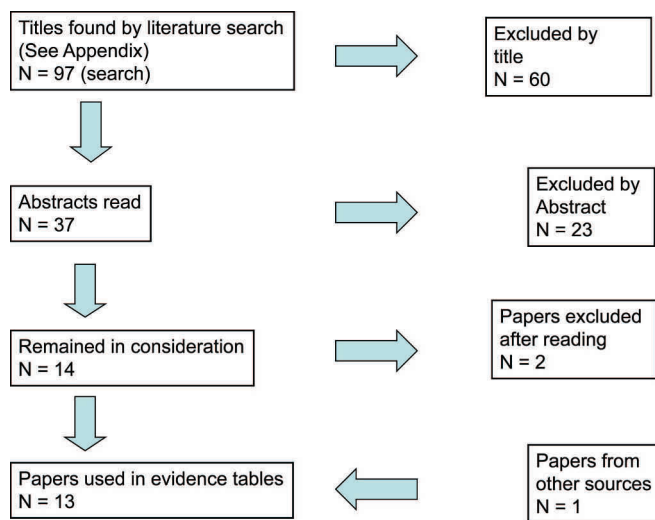 Titles found by literature search
(See Appendix)
N = 97 (search)
Excluded by
title
N = 60
Abstracts read
N = 37
Excluded by
Abstract
N = 23
Remained in consideration
N = 14
Papers excluded
after reading
N = 2
Papers used in evidence tables
N = 13
Papers from
other sources
N = 1